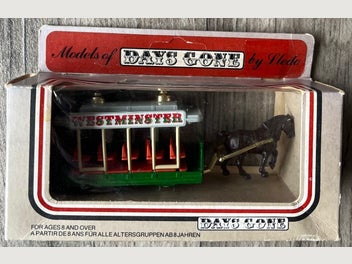 Models of DAYS GONE by Lledo
WESTMINSTER
DAYS GONE
FOR AGES 8 AND OVER
A PARTIR DE 8 ANS FÜR ALLE ALTERSGRUPPEN AB 8 JAHREN